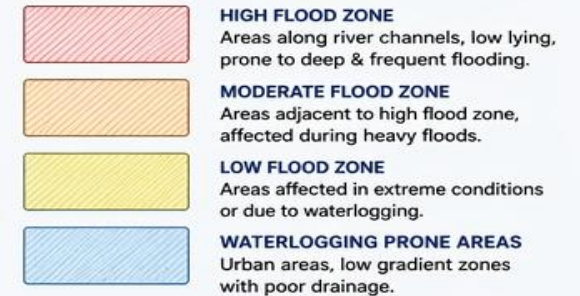 HIGH FLOOD ZONE
Areas along river channels, low lying,
prone to deep & frequent flooding.
MODERATE FLOOD ZONE
Areas adjacent to high flood zone,
affected during heavy floods.
LOW FLOOD ZONE
Areas affected in extreme conditions
or due to waterlogging.
WATERLOGGING PRONE AREAS
Urban areas, low gradient zones
with poor drainage.